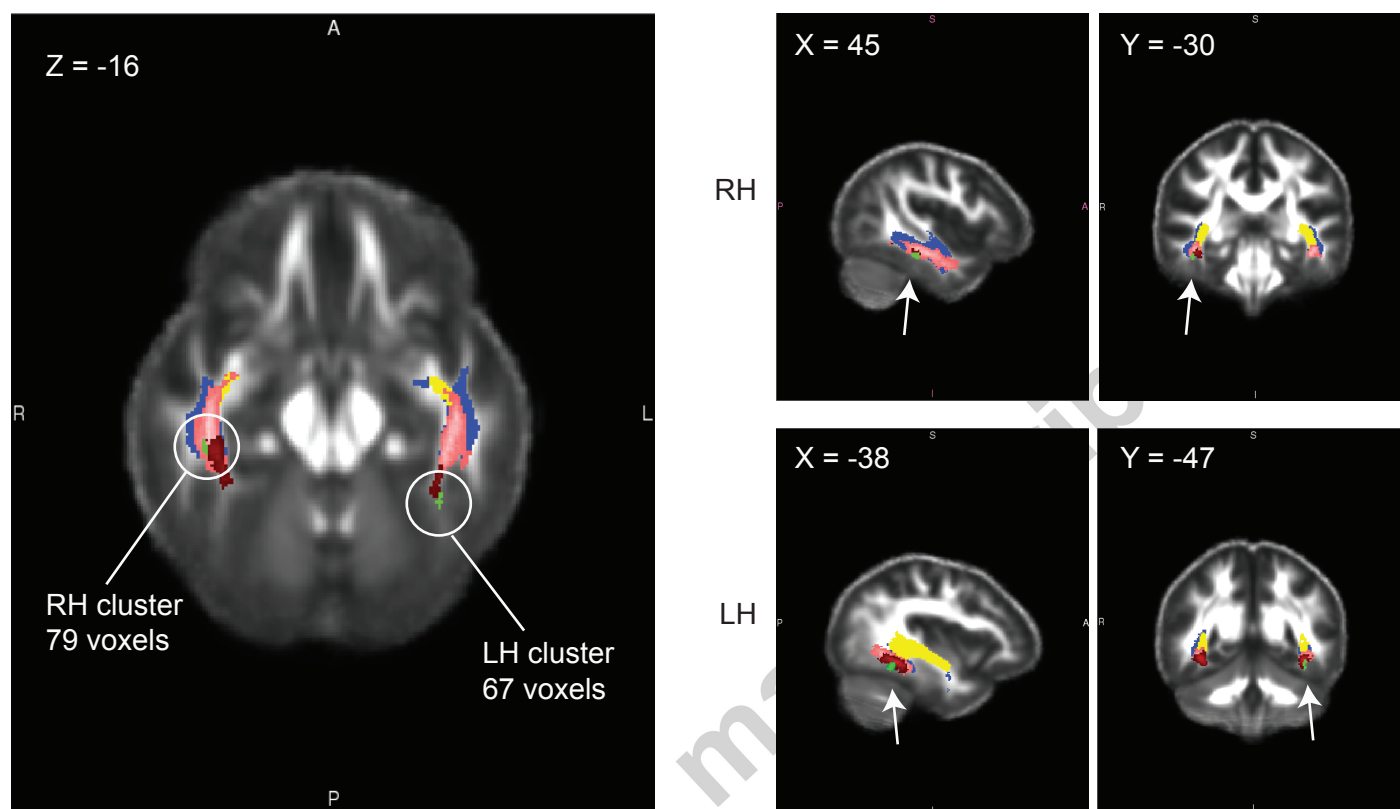 A
Z = -16
R
L
RH cluster
79 voxels
LH cluster
67 voxels
P
RH
S
X = 45
P
A
I
S
Y = -30
R
I
LH
S
X = -38
P
A
I
S
Y = -47
R
I